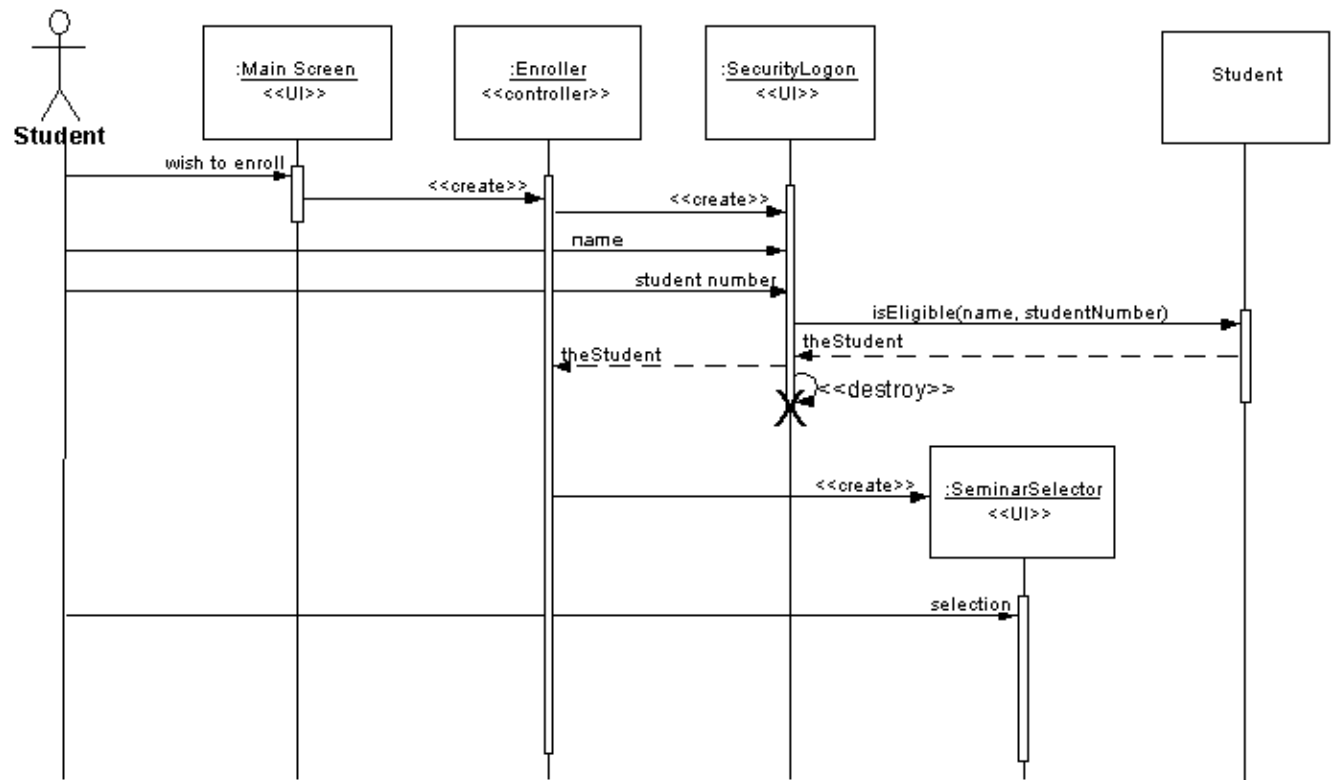 :Main Screen
<<UI>>
:Enroller
<<controller>>
:SecurityLogon
<<UI>>
Student
Student
wish to enroll
<<create>>
<<create>>
name
student number
isEligible(name, studentNumber)
theStudent
theStudent
<<destroy>>
<<create>>
:SeminarSelector
<<UI>>
selection